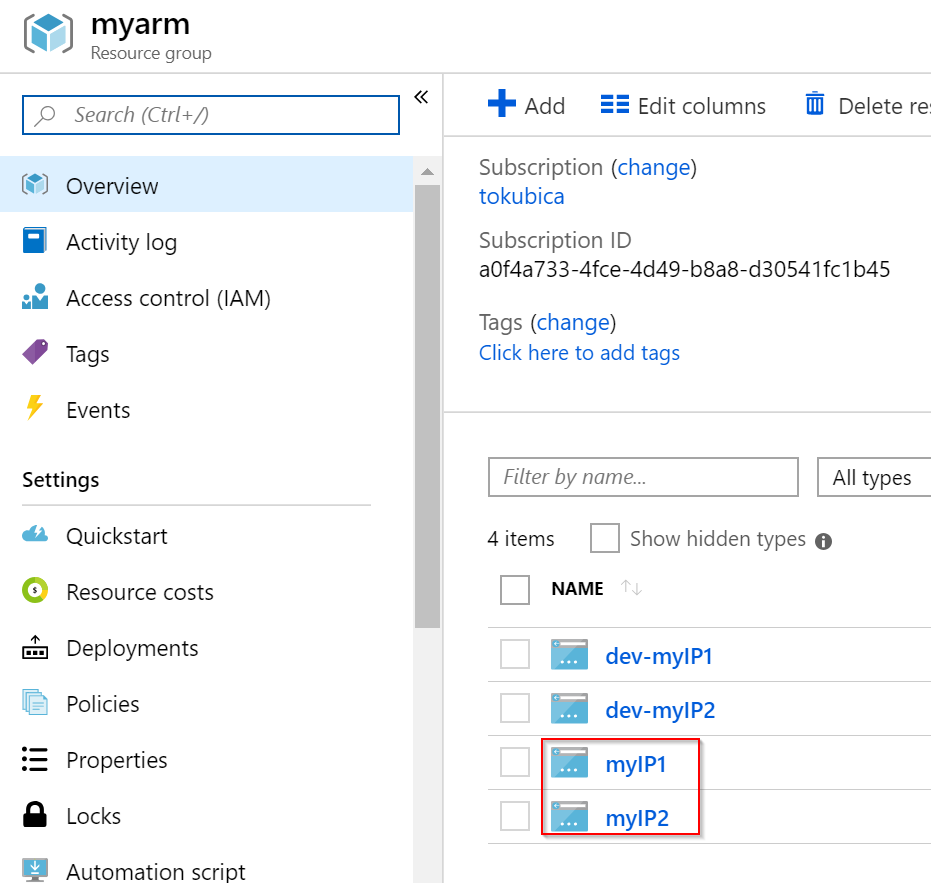 myarm
Resource group
Search (Ctrl+/)
Overview
Activity log
Access control (IAM)
Tags
Events
Settings
Quickstart
Resource costs
Deployments
Policies
Properties
Locks
Automation script
Add Edit columns Delete res
Subscription (change)
tokubica
Subscription ID
a0f4a733-4fce-4d49-b8a8-d30541fc1b45
Tags (change)
Click here to add tags
Filter by name... All types
4 items Show hidden types
NAME
dev-myIP1
dev-myIP2
myIP1
myIP2